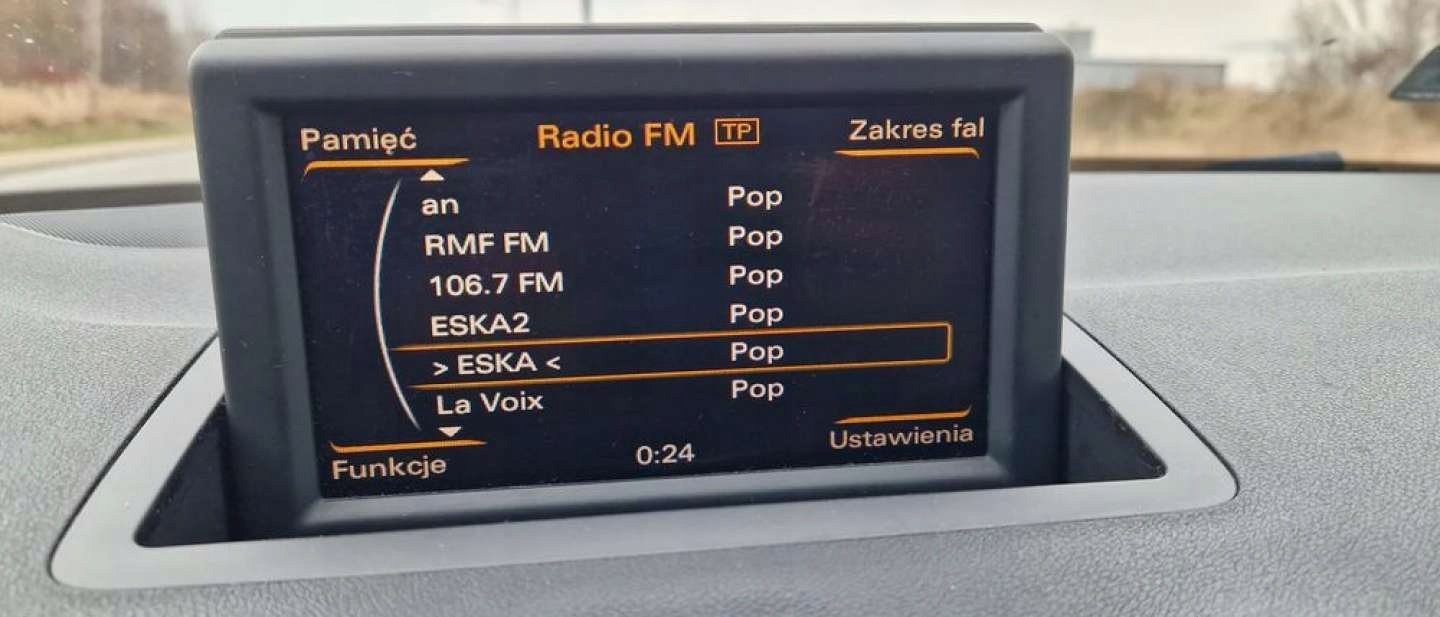 Pamięć Radio FM TP Zakres fal
an Pop
RMF FM Pop
106.7 FM Pop
ESKA2 Pop
> ESKA < Pop
La Voix Pop
Funkcje 0:24 Ustawienia